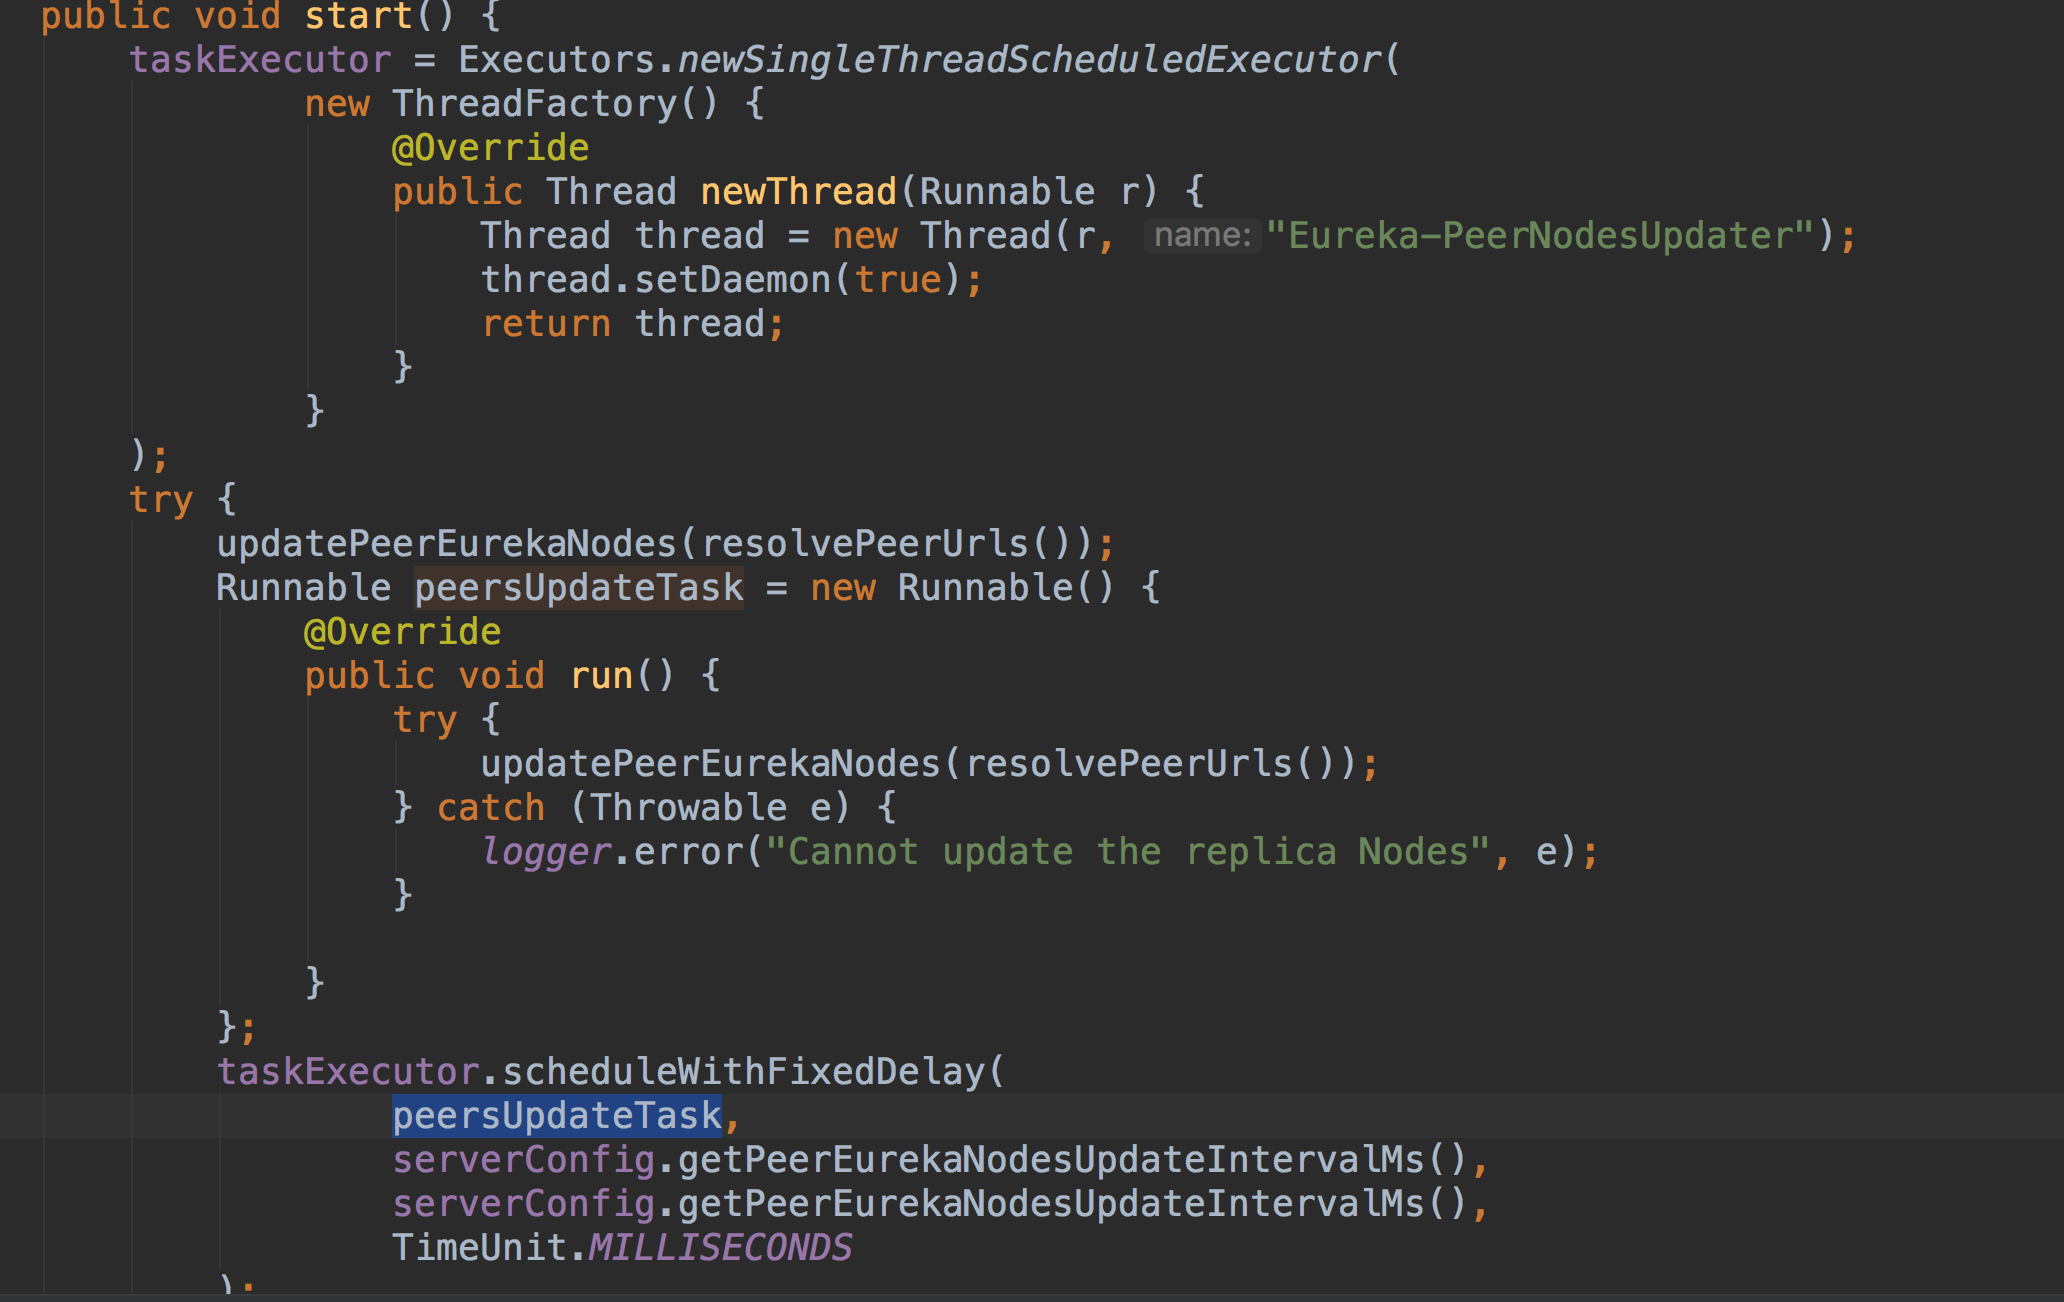 public void start() {
    taskExecutor = Executors.newSingleThreadScheduledExecutor(
            new ThreadFactory() {
                @Override
                public Thread newThread(Runnable r) {
                    Thread thread = new Thread(r, name: "Eureka-PeerNodesUpdater");
                    thread.setDaemon(true);
                    return thread;
                }
            }
    );
    try {
        updatePeerEurekaNodes(resolvePeerUrls());
        Runnable peersUpdateTask = new Runnable() {
            @Override
            public void run() {
                try {
                    updatePeerEurekaNodes(resolvePeerUrls());
                } catch (Throwable e) {
                    logger.error("Cannot update the replica Nodes", e);
                }

            }
        };
        taskExecutor.scheduleWithFixedDelay(
                peersUpdateTask,
                serverConfig.getPeerEurekaNodesUpdateIntervalMs(),
                serverConfig.getPeerEurekaNodesUpdateIntervalMs(),
                TimeUnit.MILLISECONDS
        );